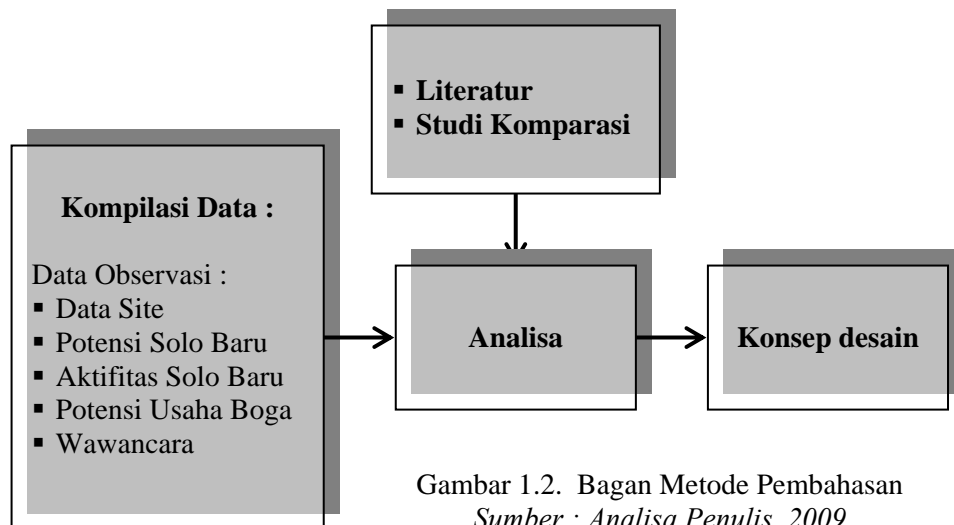 ▪ Literatur
▪ Studi Komparasi
Kompilasi Data :
Data Observasi :
▪ Data Site
▪ Potensi Solo Baru
▪ Aktifitas Solo Baru
▪ Potensi Usaha Boga
▪ Wawancara
Analisa
Konsep desain
Gambar 1.2. Bagan Metode Pembahasan
Sumber : Analisa Penulis, 2009